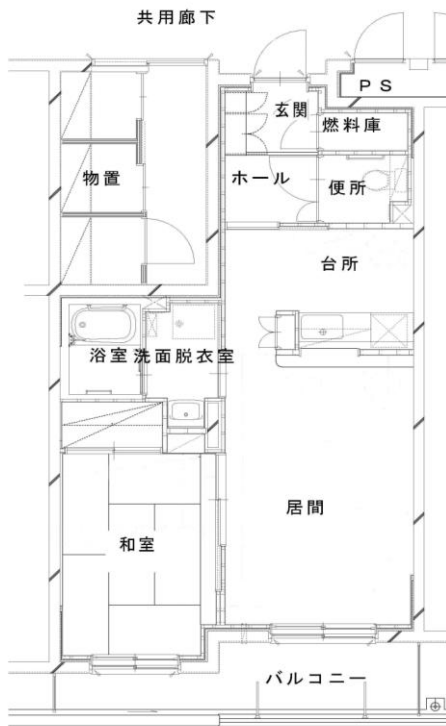 共用廊下
PS
玄関
燃料庫
物置
ホール
便所
台所
浴室
洗面脱衣室
居間
和室
バルコニー